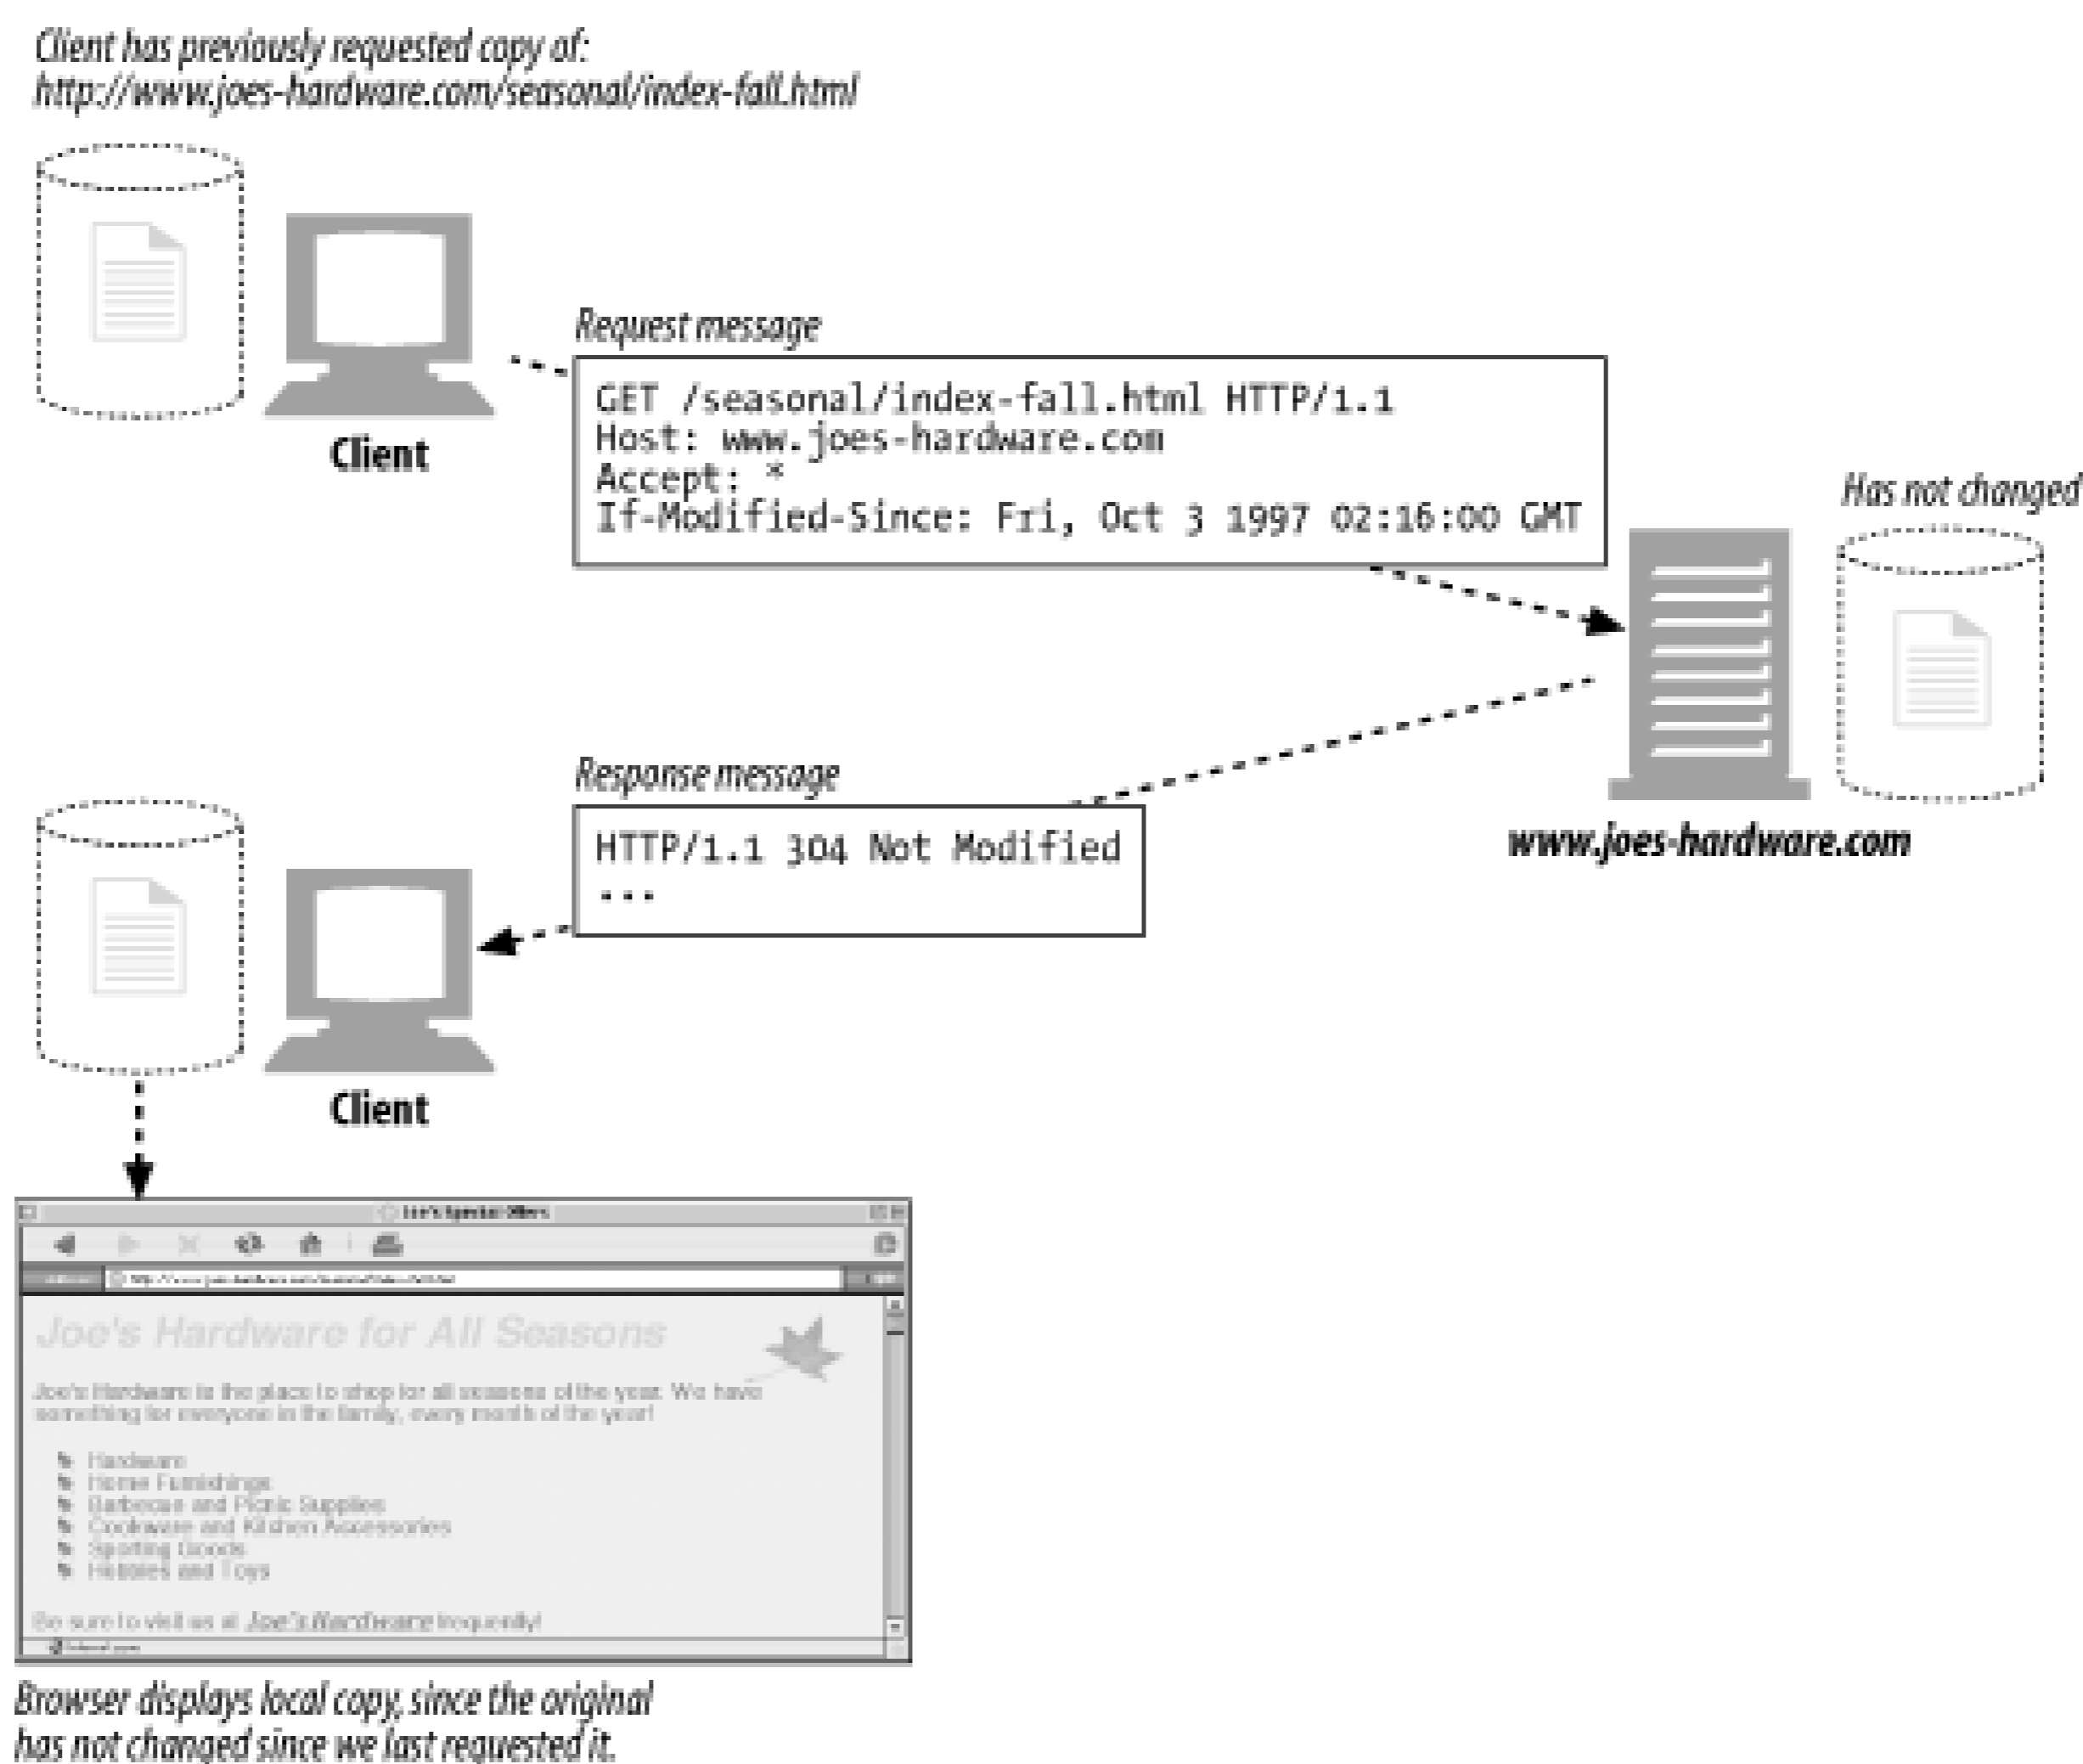 Client has previously requested copy of:
http://www.joes-hardware.com/seasonal/index-fall.html
Client
Request message
GET /seasonal/index-fall.html HTTP/1.1
Host: www.joes-hardware.com
Accept: *
If-Modified-Since: Fri, Oct 3 1997 02:16:00 GMT
Has not changed
www.joes-hardware.com
Response message
HTTP/1.1 304 Not Modified
...
Client
Joe's Special Offers
Joe's Hardware for All Seasons
Joe's Hardware is the place to shop for all seasons of the year. We have
something for everyone in the family, every month of the year!
Hardware
Home Furnishings
Barbecue and Picnic Supplies
Cookware and Kitchen Accessories
Sporting Goods
Hobbies and Toys
Be sure to visit us at Joe's Hardware frequently!
Browser displays local copy, since the original
has not changed since we last requested it.